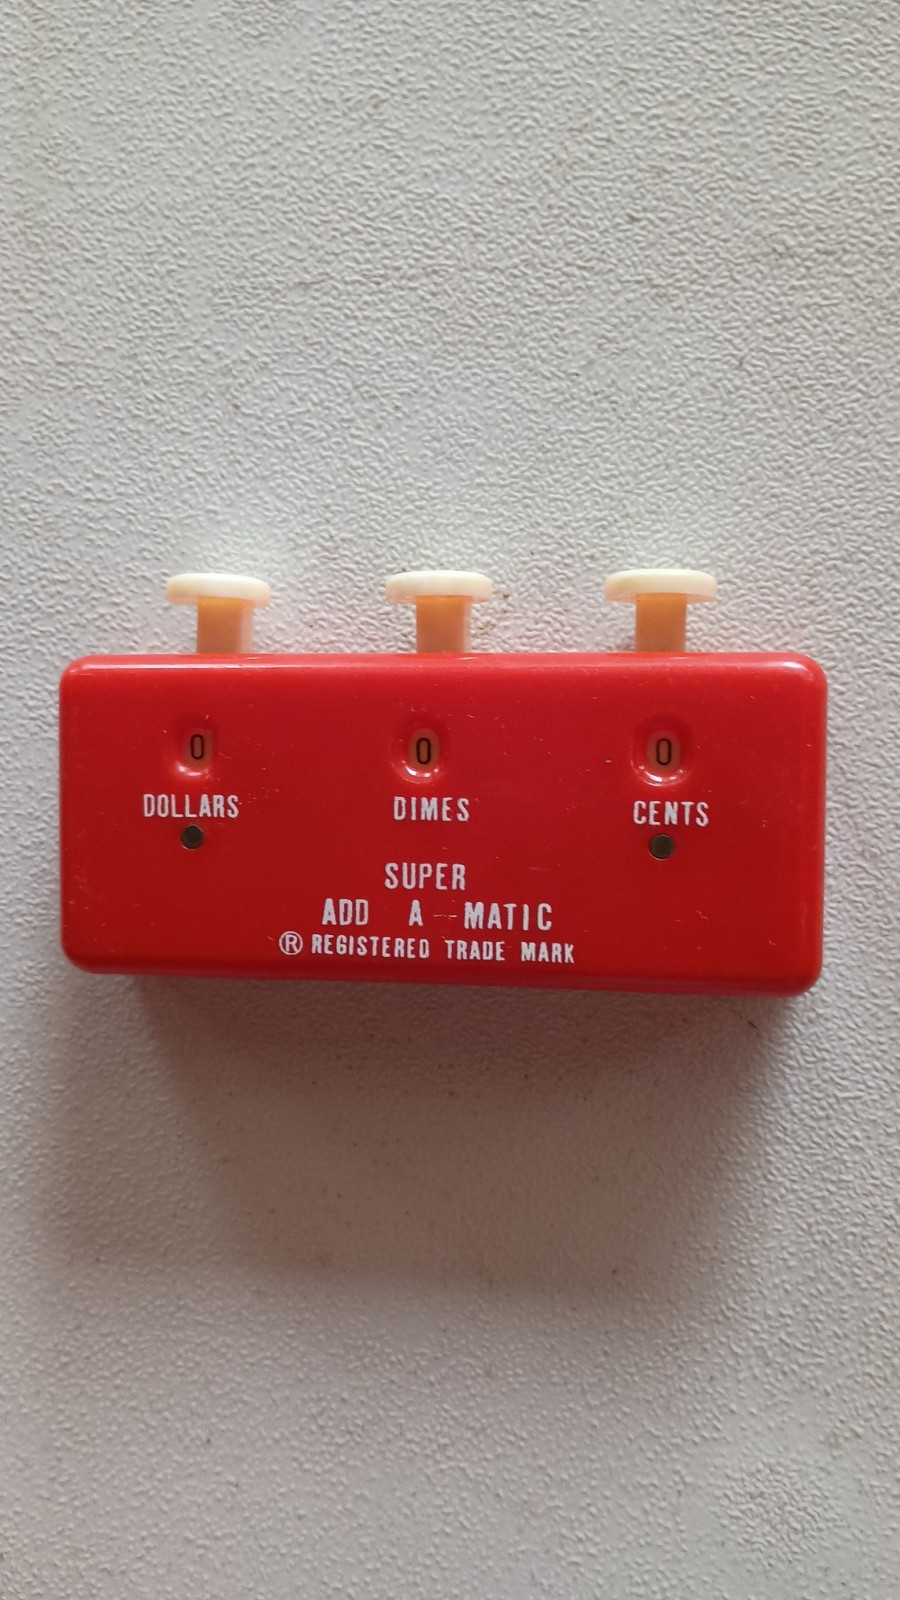 0 0 0
DOLLARS DIMES CENTS
SUPER
ADD A-MATIC
® REGISTERED TRADE MARK